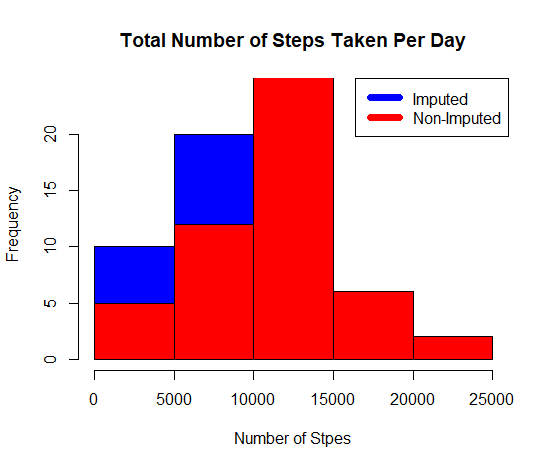 Total Number of Steps Taken Per Day
Imputed
Non-Imputed
Frequency
20
15
10
5
0
0 5000 10000 15000 20000 25000
Number of Stpes